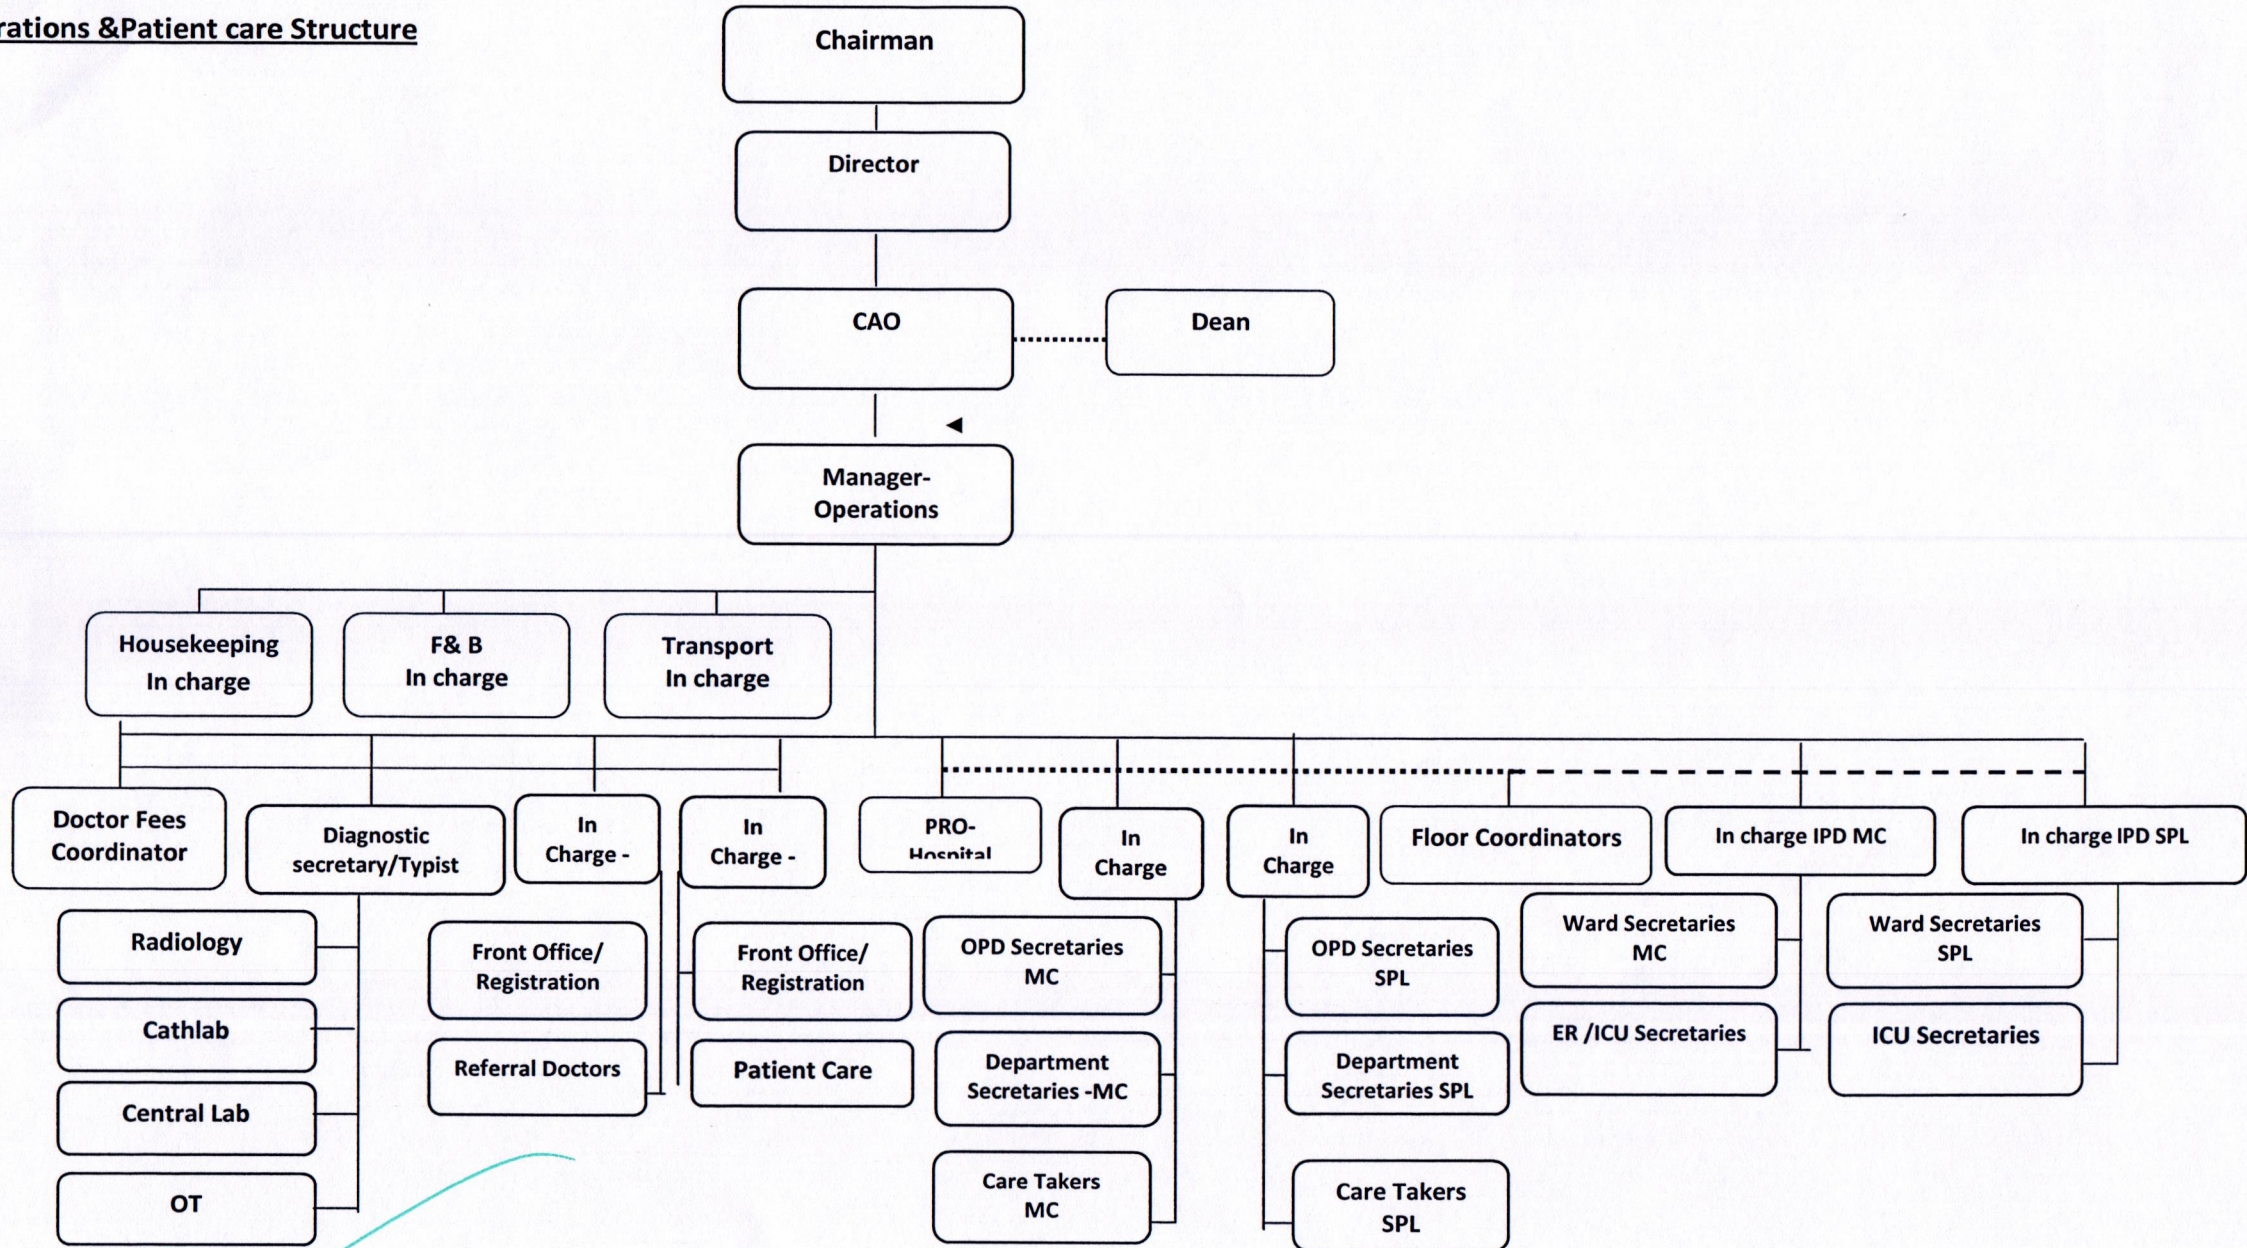 rations &Patient care Structure
Chairman
Director
CAO
Dean
Manager-
Operations
Housekeeping
In charge
F& B
In charge
Transport
In charge
Doctor Fees
Coordinator
Diagnostic
secretary/Typist
In
Charge -
In
Charge -
PRO-
Hospital
In
Charge
In
Charge
Floor Coordinators
In charge IPD MC
In charge IPD SPL
Radiology
Cathlab
Central Lab
OT
Front Office/
Registration
Referral Doctors
Front Office/
Registration
Patient Care
OPD Secretaries
MC
Department
Secretaries -MC
Care Takers
MC
OPD Secretaries
SPL
Department
Secretaries SPL
Care Takers
SPL
Ward Secretaries
MC
ER /ICU Secretaries
Ward Secretaries
SPL
ICU Secretaries